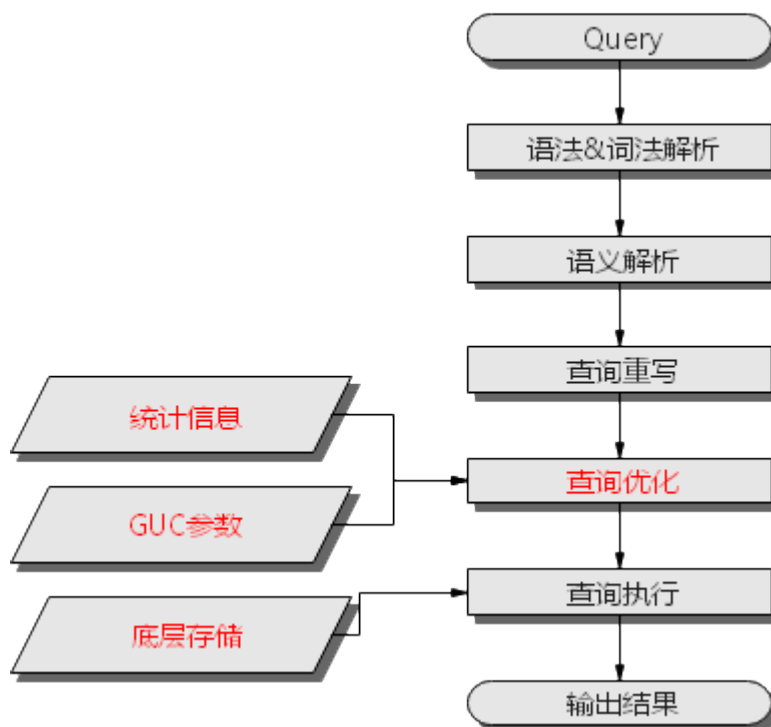 Query
语法&词法解析
语义解析
查询重写
统计信息
查询优化
GUC参数
查询执行
底层存储
输出结果